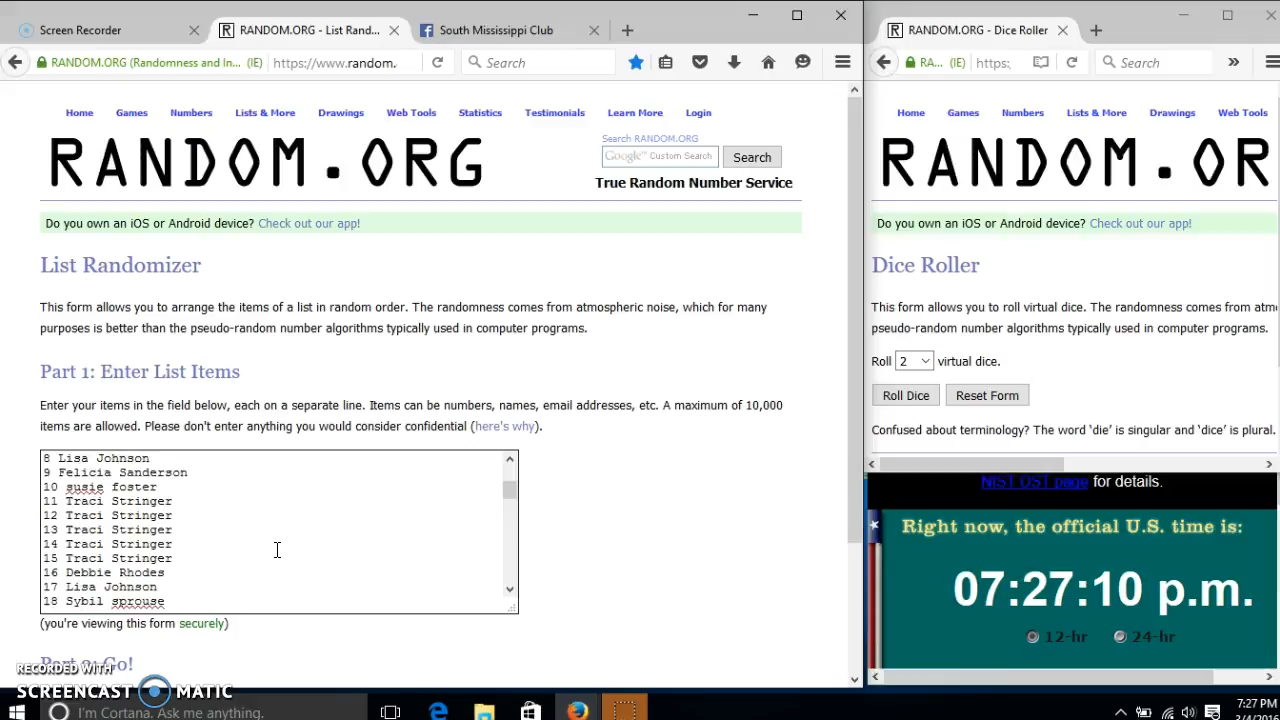 Screen Recorder
RANDOM.ORG - List Rand...
South Mississippi Club
RANDOM.ORG (Randomness and In... (IE)
https://www.random.
Search
Home Games Numbers Lists & More Drawings Web Tools Statistics Testimonials Learn More Login
RANDOM.ORG
Search RANDOM.ORG
Google™ Custom Search
Search
True Random Number Service
Do you own an iOS or Android device? Check out our app!
List Randomizer
This form allows you to arrange the items of a list in random order. The randomness comes from atmospheric noise, which for many
purposes is better than the pseudo-random number algorithms typically used in computer programs.
Part 1: Enter List Items
Enter your items in the field below, each on a separate line. Items can be numbers, names, email addresses, etc. A maximum of 10,000
items are allowed. Please don't enter anything you would consider confidential (here's why).
8 Lisa Johnson
9 Felicia Sanderson
10 susie foster
11 Traci Stringer
12 Traci Stringer
13 Traci Stringer
14 Traci Stringer
15 Traci Stringer
16 Debbie Rhodes
17 Lisa Johnson
18 Sybil sprouse
(you're viewing this form securely)
Part 2: Go!
RECORDED WITH
SCREENCAST MATIC
I'm Cortana. Ask me anything.
RANDOM.ORG - Dice Roller
RA... (IE)
https:
Search
Home Games Numbers Lists & More Drawings Web Tools
RANDOM.OR
Do you own an iOS or Android device? Check out our app!
Dice Roller
This form allows you to roll virtual dice. The randomness comes from atm
pseudo-random number algorithms typically used in computer programs.
Roll 2 virtual dice.
Roll Dice Reset Form
Confused about terminology? The word ‘die’ is singular and ‘dice’ is plural.
NIST OST page for details.
Right now, the official U.S. time is:
07:27:10 p.m.
12-hr 24-hr
7:27 PM